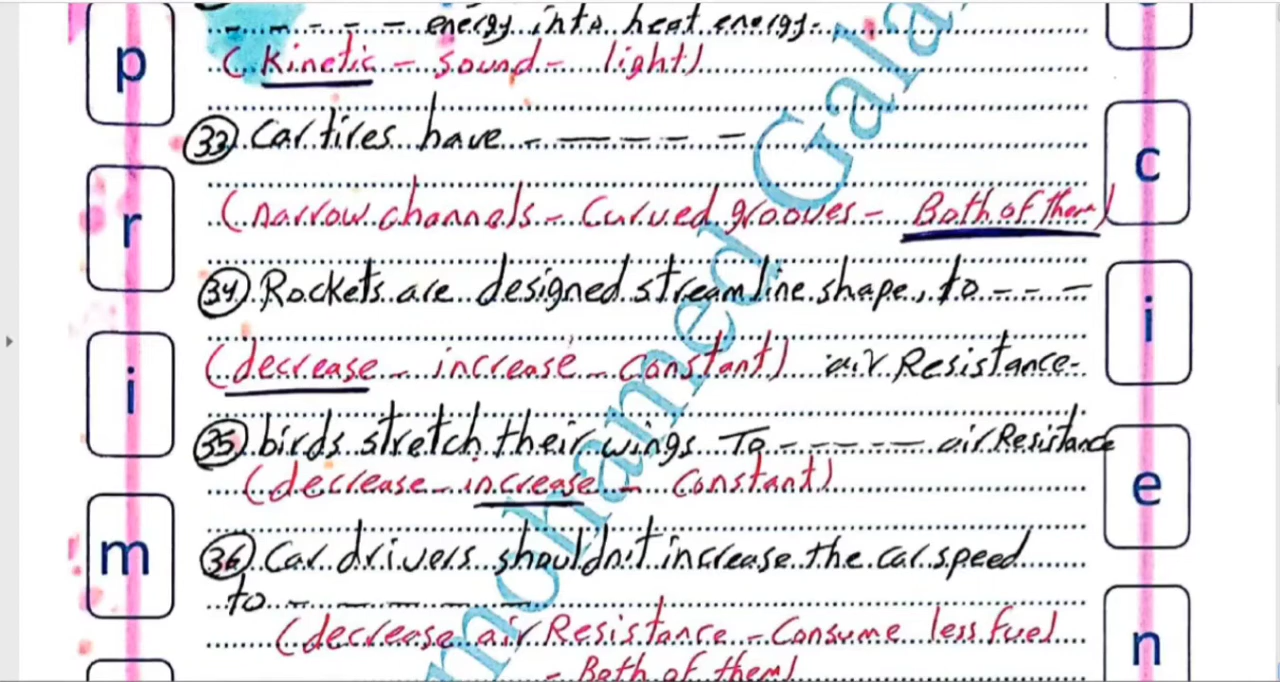 - - - - - energy into heat energy.
( Kinetic - sound - light)
33 Car tires have - - - - - -
(narrow channels - Curved grooves - Both of them)
34 Rockets are designed streamline shape, to - - -
(decrease - increase - Constant) air Resistance.
35 birds stretch their wings To - - - - - air Resistance
(decrease - increase - Constant)
36 Car drivers shouldn't increase the car speed
to - - - - -
(decrease air Resistance - Consume less fuel
- Both of them)
p
r
i
m
c
i
e
n
mohamed Gala